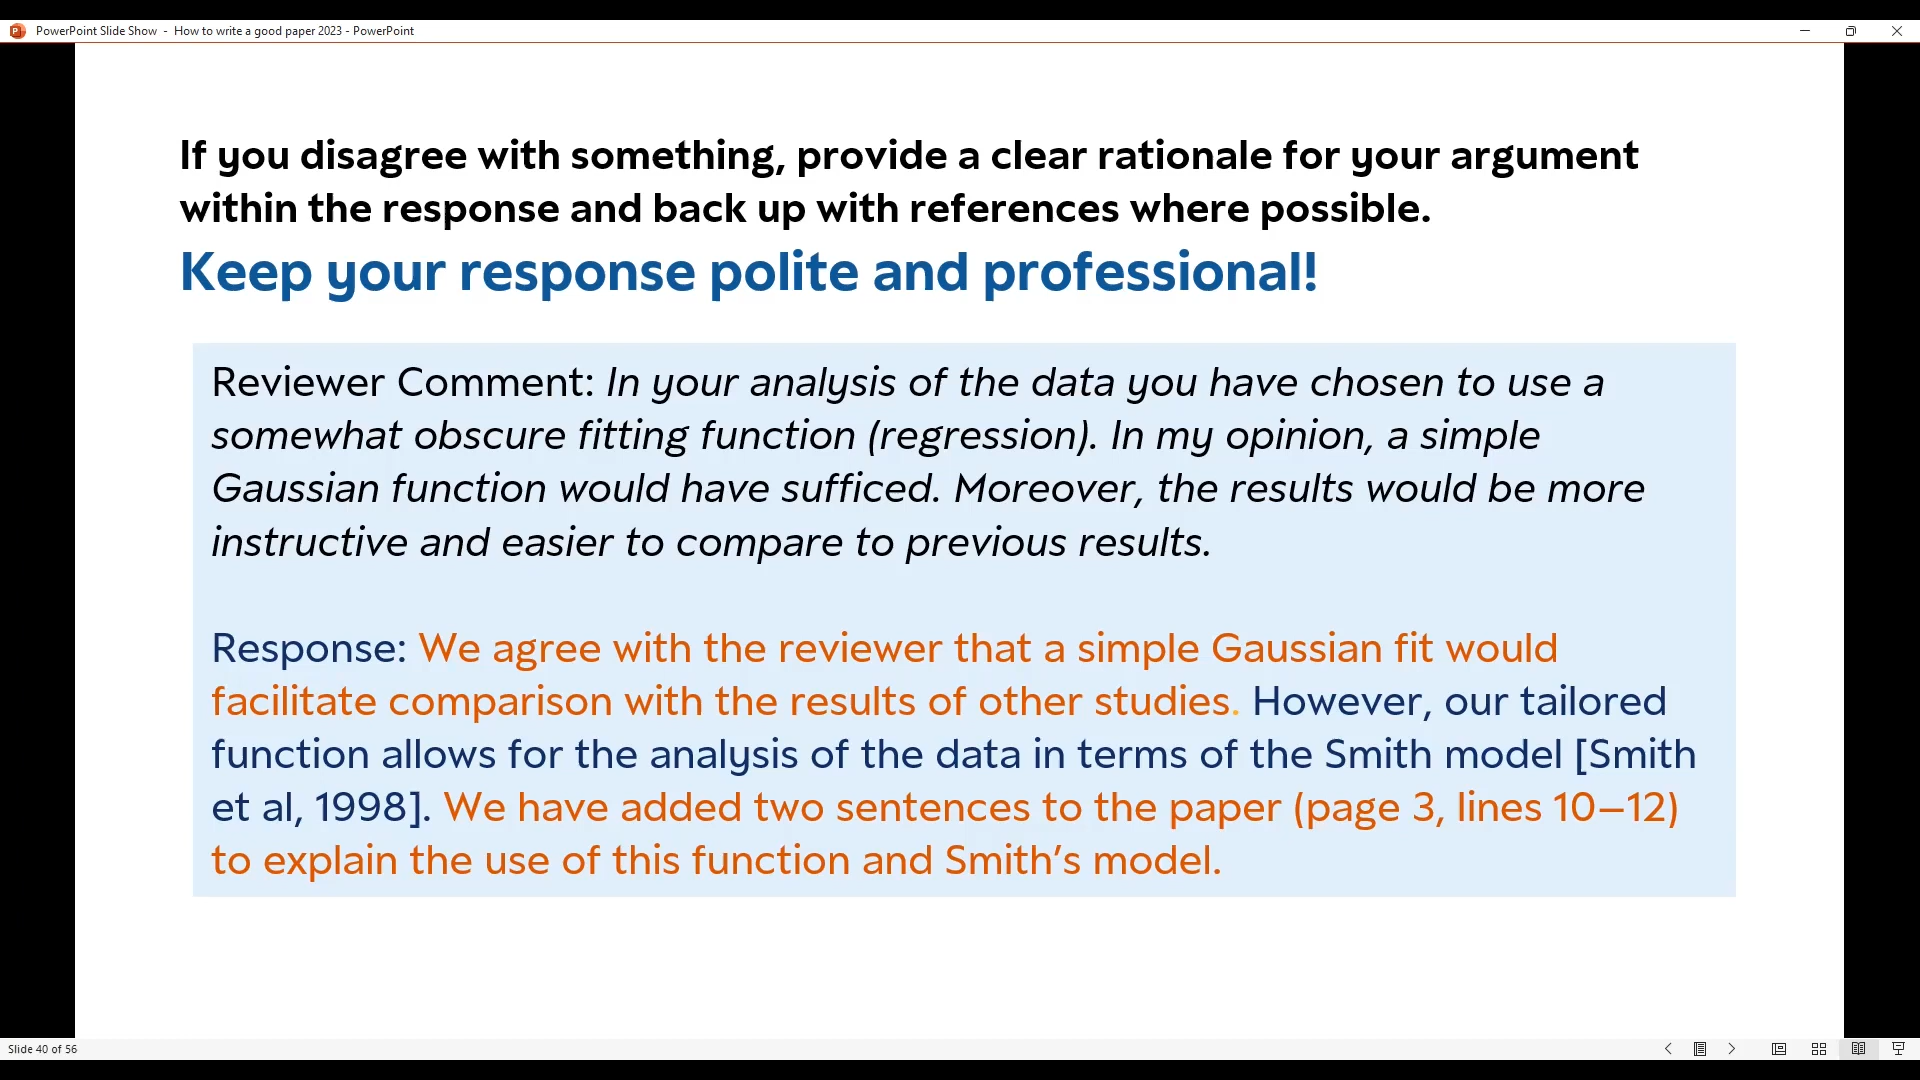 PowerPoint Slide Show - How to write a good paper 2023 - PowerPoint
If you disagree with something, provide a clear rationale for your argument
within the response and back up with references where possible.
Keep your response polite and professional!
Reviewer Comment: In your analysis of the data you have chosen to use a
somewhat obscure fitting function (regression). In my opinion, a simple
Gaussian function would have sufficed. Moreover, the results would be more
instructive and easier to compare to previous results.
Response: We agree with the reviewer that a simple Gaussian fit would
facilitate comparison with the results of other studies. However, our tailored
function allows for the analysis of the data in terms of the Smith model [Smith
et al, 1998]. We have added two sentences to the paper (page 3, lines 10–12)
to explain the use of this function and Smith’s model.
Slide 40 of 56